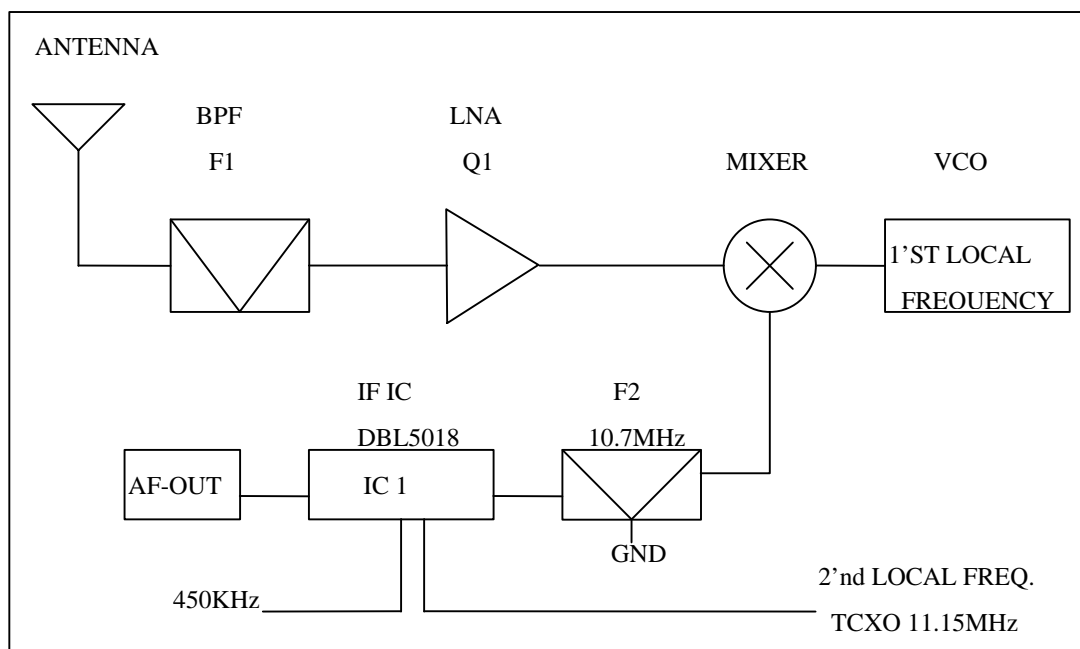 ANTENNA
BPF
F1
LNA
Q1
MIXER
VCO
1'ST LOCAL
FREQUENCY
IF IC
DBL5018
F2
10.7MHz
AF-OUT
IC 1
GND
450KHz
2'nd LOCAL FREQ.
TCXO 11.15MHz